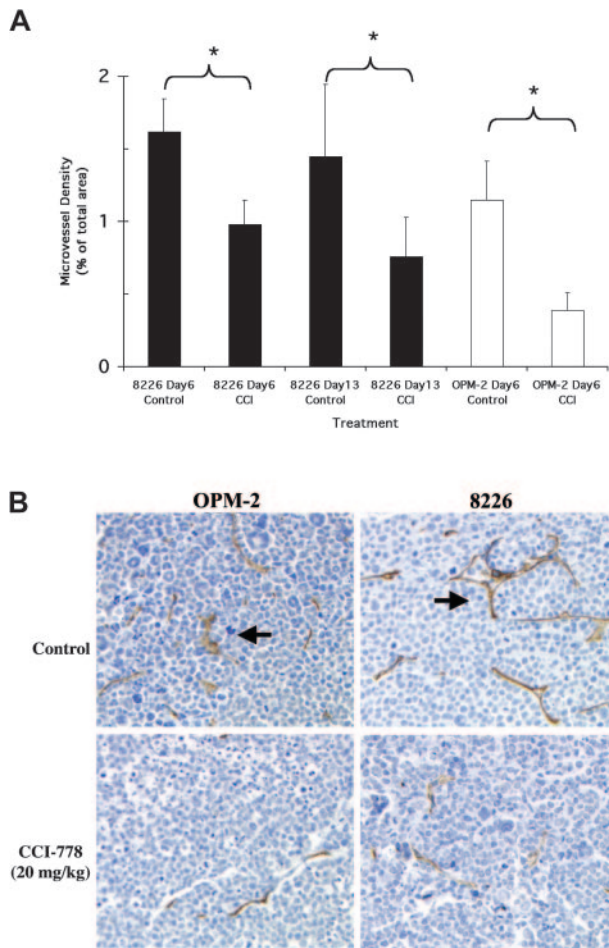 A
*
*
*
2
1
0
Microvessel Density
(% of total area)
8226 Day6
Control
8226 Day6
CCI
8226 Day13
Control
8226 Day13
CCI
OPM-2 Day6
Control
OPM-2 Day6
CCI
Treatment
B
OPM-2
8226
Control
CCI-778
(20 mg/kg)